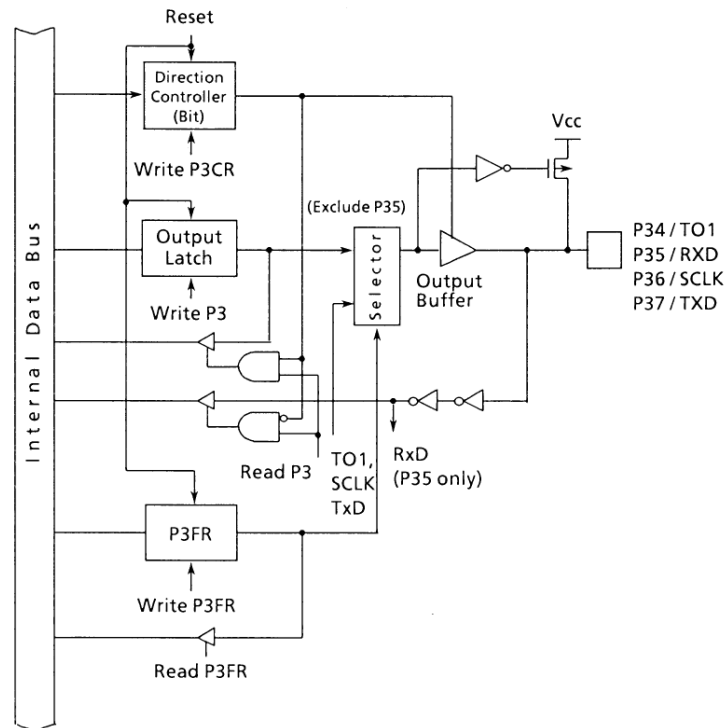 Reset
Direction
Controller
(Bit)
Write P3CR
Vcc
(Exclude P35)
Output
Latch
Selector
Output
Buffer
P34 / TO1
P35 / RXD
P36 / SCLK
P37 / TXD
Write P3
Internal Data Bus
Read P3
TO1,
SCLK
TxD
RxD
(P35 only)
P3FR
Write P3FR
Read P3FR